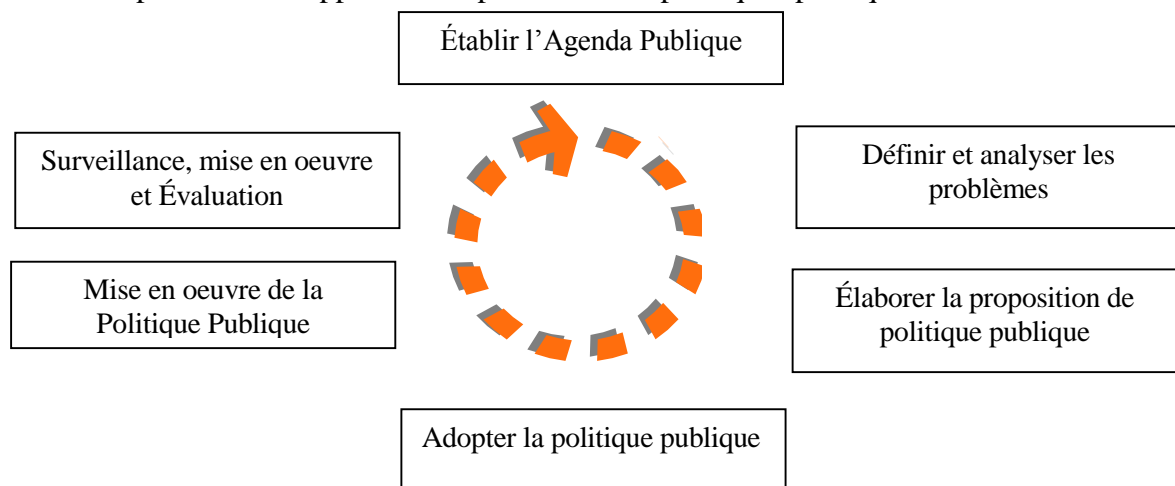 Établir l'Agenda Publique
Définir et analyser les
problèmes
Élaborer la proposition de
politique publique
Adopter la politique publique
Mise en oeuvre de la
Politique Publique
Surveillance, mise en oeuvre
et Évaluation